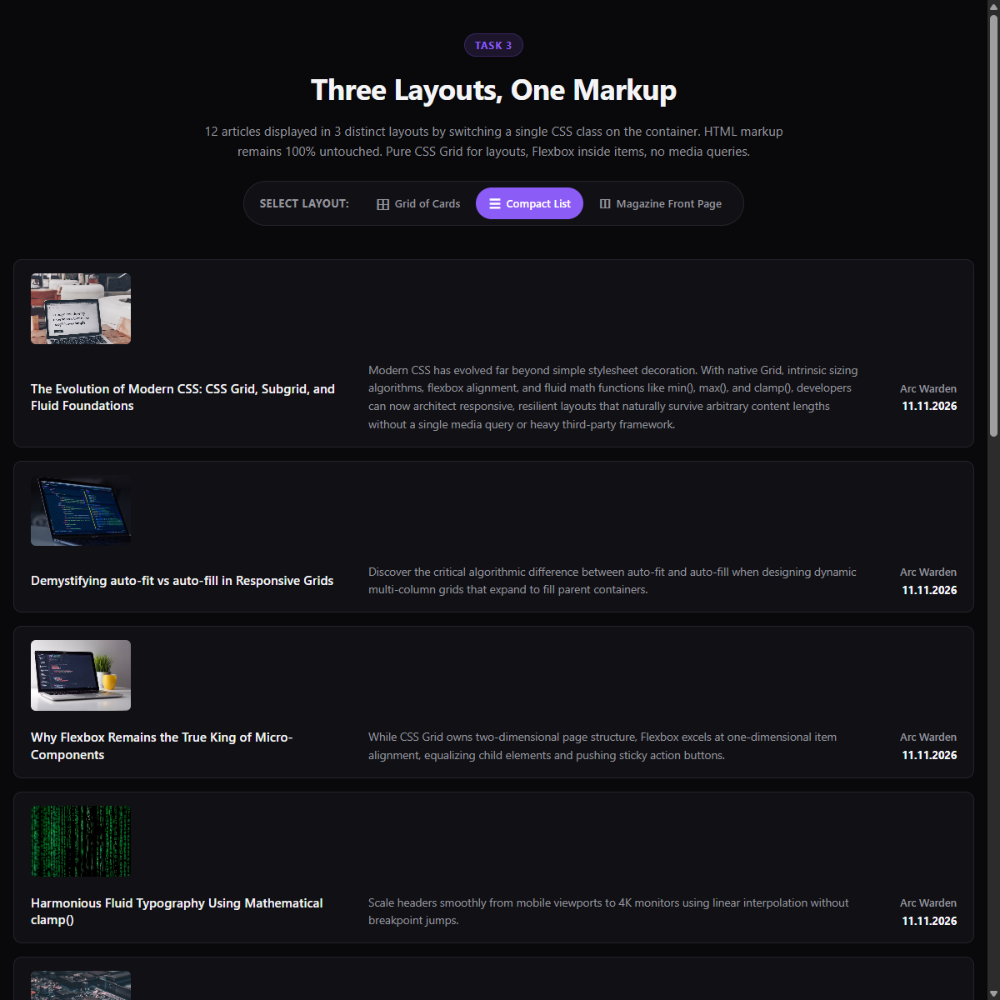 TASK 3
Three Layouts, One Markup
12 articles displayed in 3 distinct layouts by switching a single CSS class on the container. HTML markup
remains 100% untouched. Pure CSS Grid for layouts, Flexbox inside items, no media queries.
SELECT LAYOUT:
Grid of Cards
Compact List
Magazine Front Page
The Evolution of Modern CSS: CSS Grid, Subgrid, and
Fluid Foundations
Modern CSS has evolved far beyond simple stylesheet decoration. With native Grid, intrinsic sizing
algorithms, flexbox alignment, and fluid math functions like min(), max(), and clamp(), developers
can now architect responsive, resilient layouts that naturally survive arbitrary content lengths
without a single media query or heavy third-party framework.
Arc Warden
11.11.2026
Demystifying auto-fit vs auto-fill in Responsive Grids
Discover the critical algorithmic difference between auto-fit and auto-fill when designing dynamic
multi-column grids that expand to fill parent containers.
Arc Warden
11.11.2026
Why Flexbox Remains the True King of Micro-
Components
While CSS Grid owns two-dimensional page structure, Flexbox excels at one-dimensional item
alignment, equalizing child elements and pushing sticky action buttons.
Arc Warden
11.11.2026
Harmonious Fluid Typography Using Mathematical
clamp()
Scale headers smoothly from mobile viewports to 4K monitors using linear interpolation without
breakpoint jumps.
Arc Warden
11.11.2026